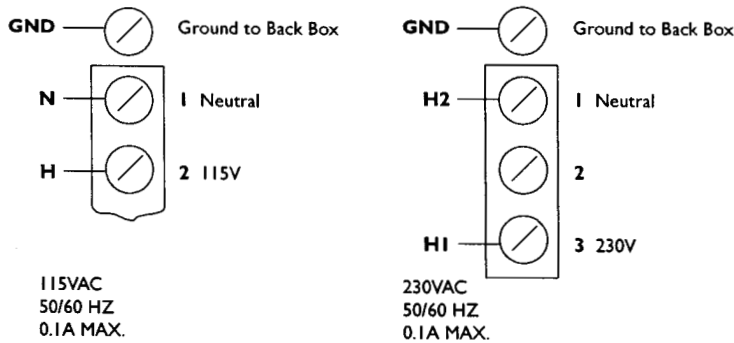 GND Ground to Back Box
N 1 Neutral
H 2 115V
115VAC
50/60 HZ
0.1A MAX.
GND Ground to Back Box
H2 1 Neutral
2
H1 3 230V
230VAC
50/60 HZ
0.1A MAX.